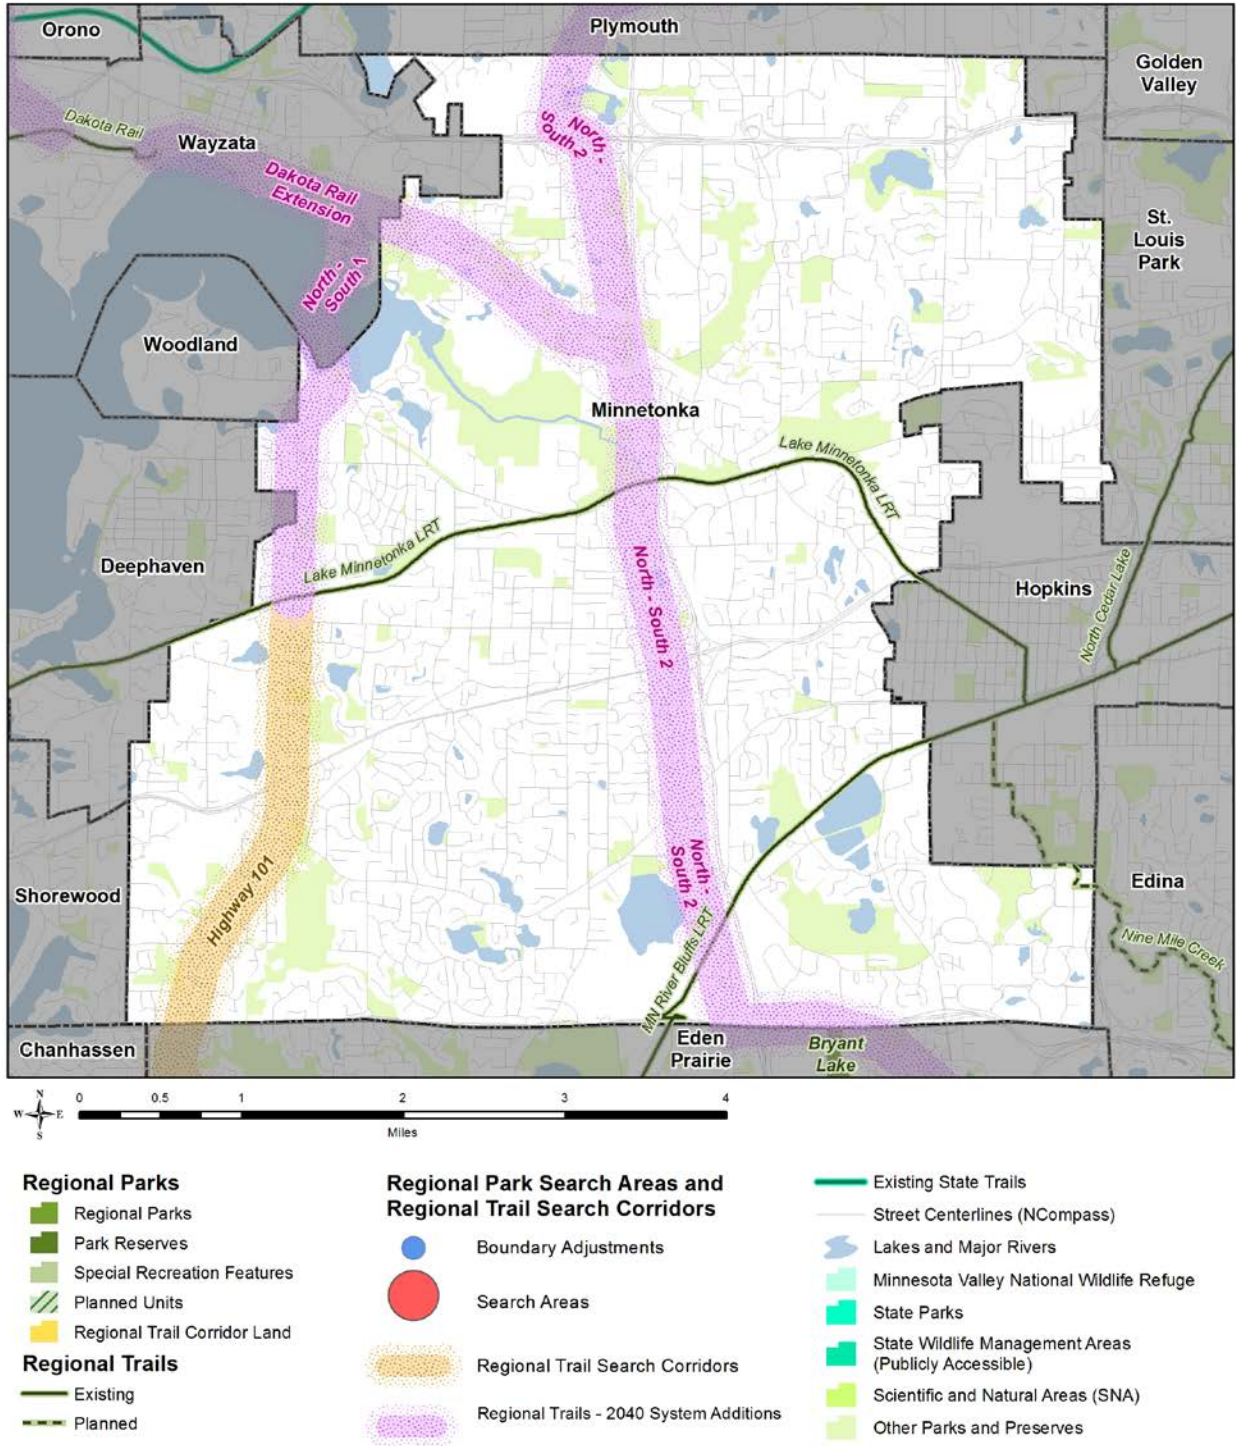 Orono
Plymouth
Golden
Valley
Dakota Rail
Wayzata
North -
South 2
Dakota Rail
Extension
St.
Louis
Park
North -
South 1
Woodland
Minnetonka
Lake Minnetonka LRT
Lake Minnetonka LRT
Deephaven
North - South 2
Hopkins
North Cedar Lake
Highway 101
North -
South 2
Shorewood
Edina
Nine Mile Creek
MN River Bluffs LRT
Chanhassen
Eden
Prairie
Bryant
Lake
N
W E
S
0 0.5 1 2 3 4
Miles
Regional Parks
Regional Parks
Park Reserves
Special Recreation Features
Planned Units
Regional Trail Corridor Land
Regional Trails
Existing
Planned
Regional Park Search Areas and
Regional Trail Search Corridors
Boundary Adjustments
Search Areas
Regional Trail Search Corridors
Regional Trails - 2040 System Additions
Existing State Trails
Street Centerlines (NCompass)
Lakes and Major Rivers
Minnesota Valley National Wildlife Refuge
State Parks
State Wildlife Management Areas
(Publicly Accessible)
Scientific and Natural Areas (SNA)
Other Parks and Preserves